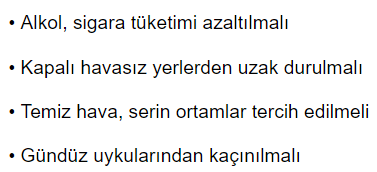 • Alkol, sigara tüketimi azaltılmalı
• Kapalı havasız yerlerden uzak durulmalı
• Temiz hava, serin ortamlar tercih edilmeli
• Gündüz uykularından kaçınılmalı